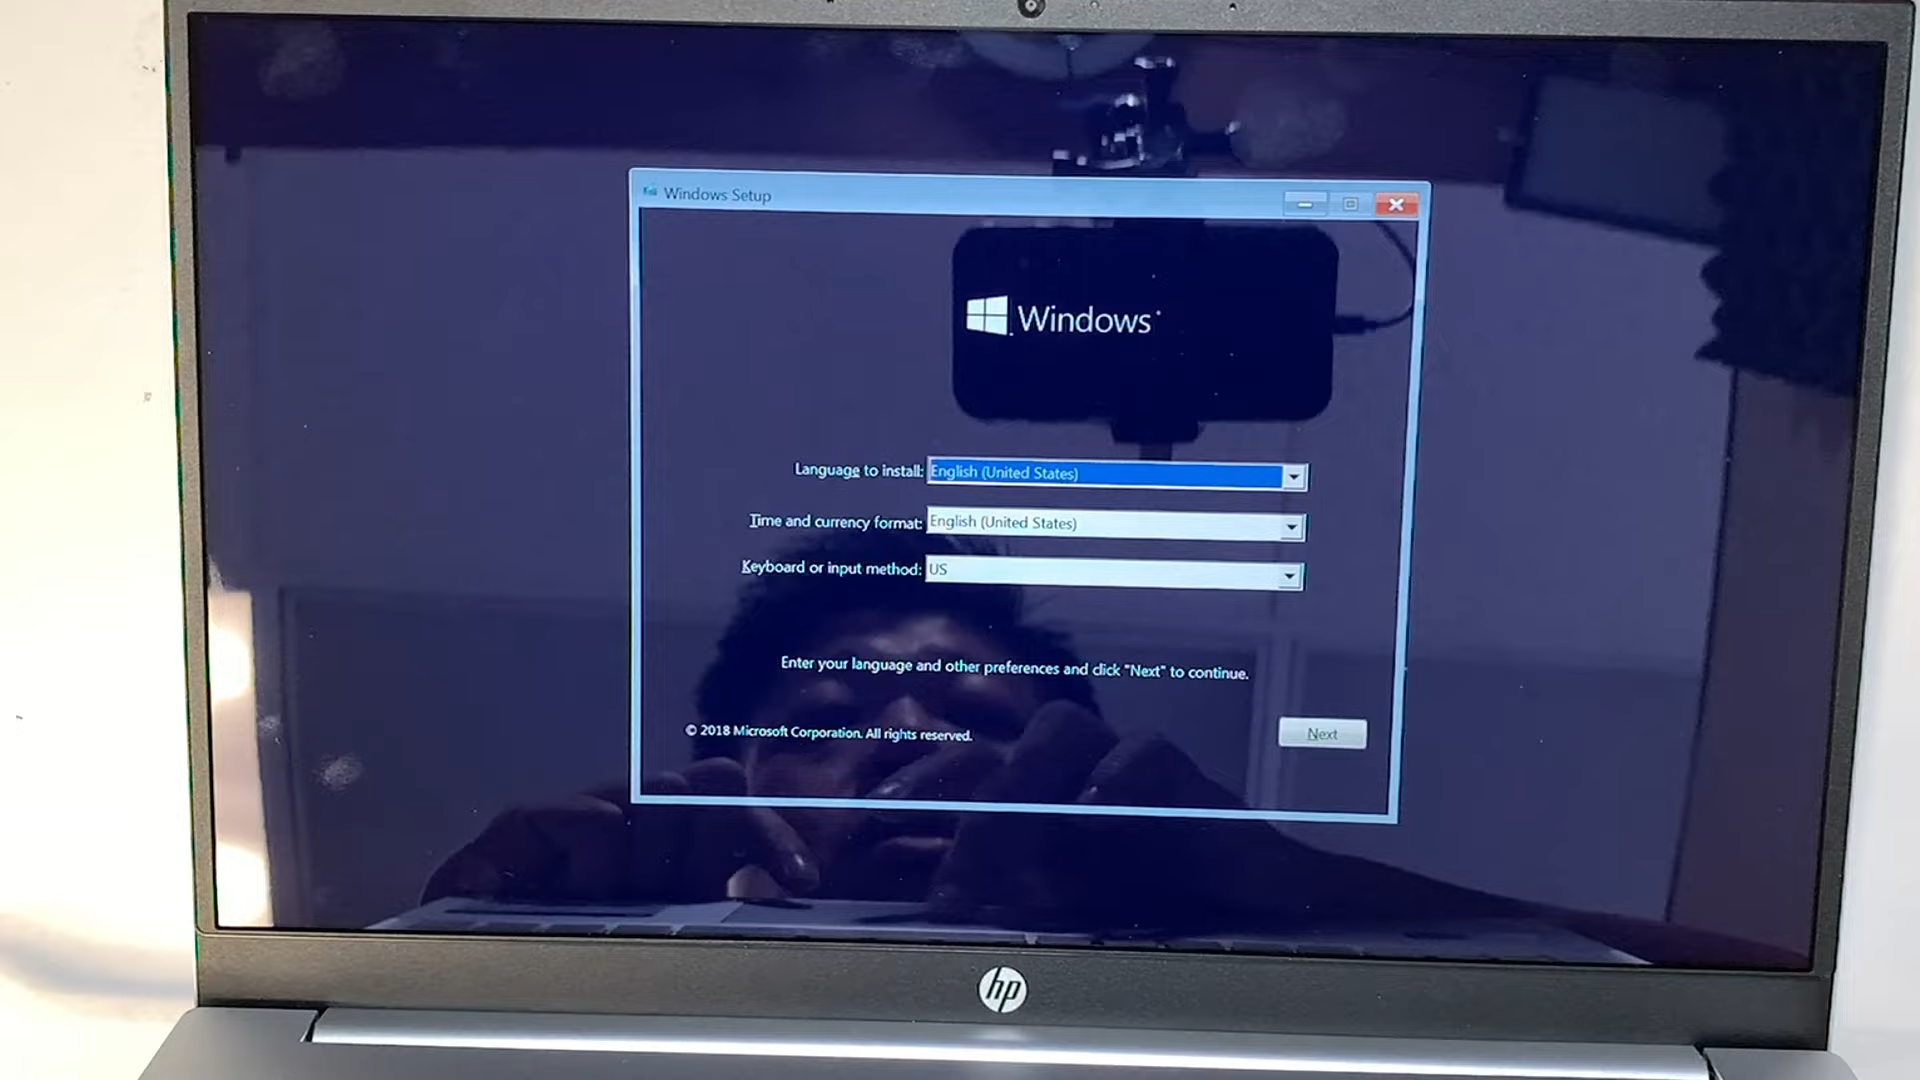 Windows Setup
Windows
Language to install: English (United States)
Time and currency format: English (United States)
Keyboard or input method: US
Enter your language and other preferences and click "Next" to continue.
© 2018 Microsoft Corporation. All rights reserved.
Next
hp